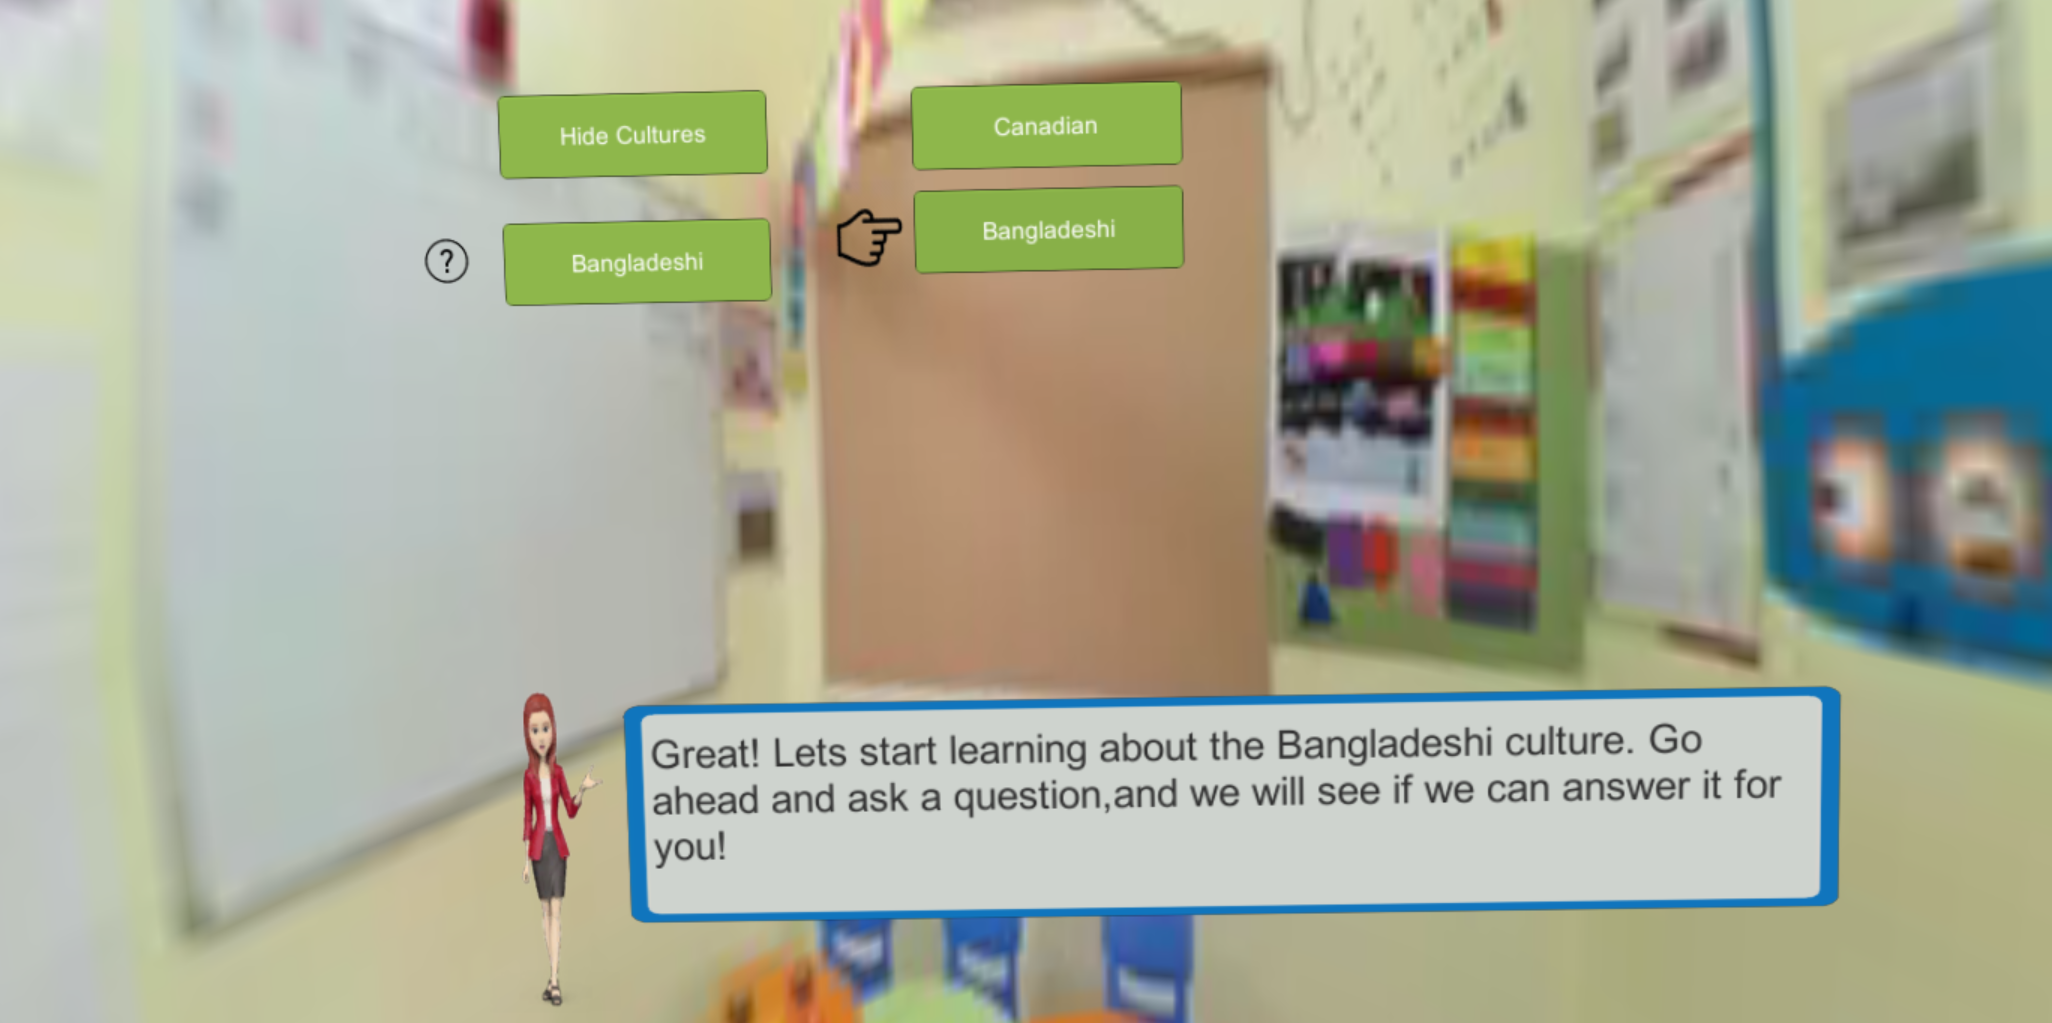 Hide Cultures
Canadian
?
Bangladeshi
Bangladeshi
Great! Lets start learning about the Bangladeshi culture. Go
ahead and ask a question,and we will see if we can answer it for
you!